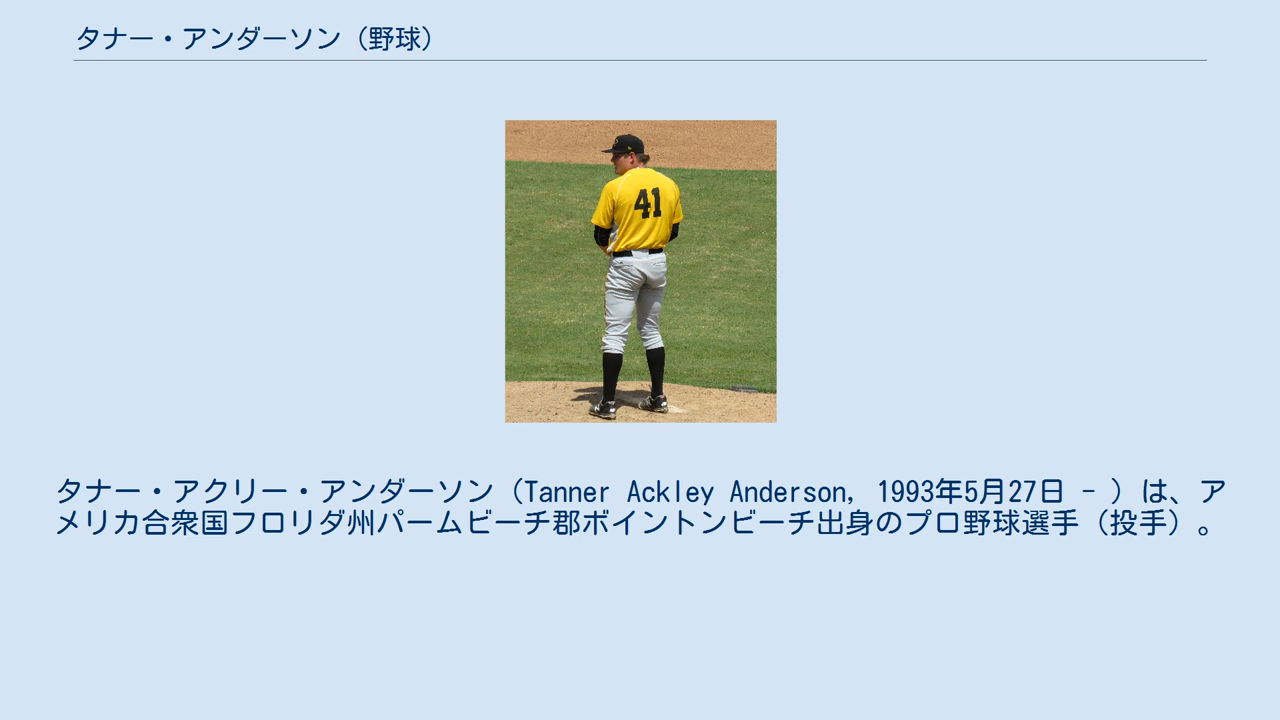 タナー・アンダーソン（野球）
41
タナー・アクリー・アンダーソン（Tanner Ackley Anderson, 1993年5月27日 - ）は、ア
メリカ合衆国フロリダ州パームビーチ郡ボイントンビーチ出身のプロ野球選手（投手）。